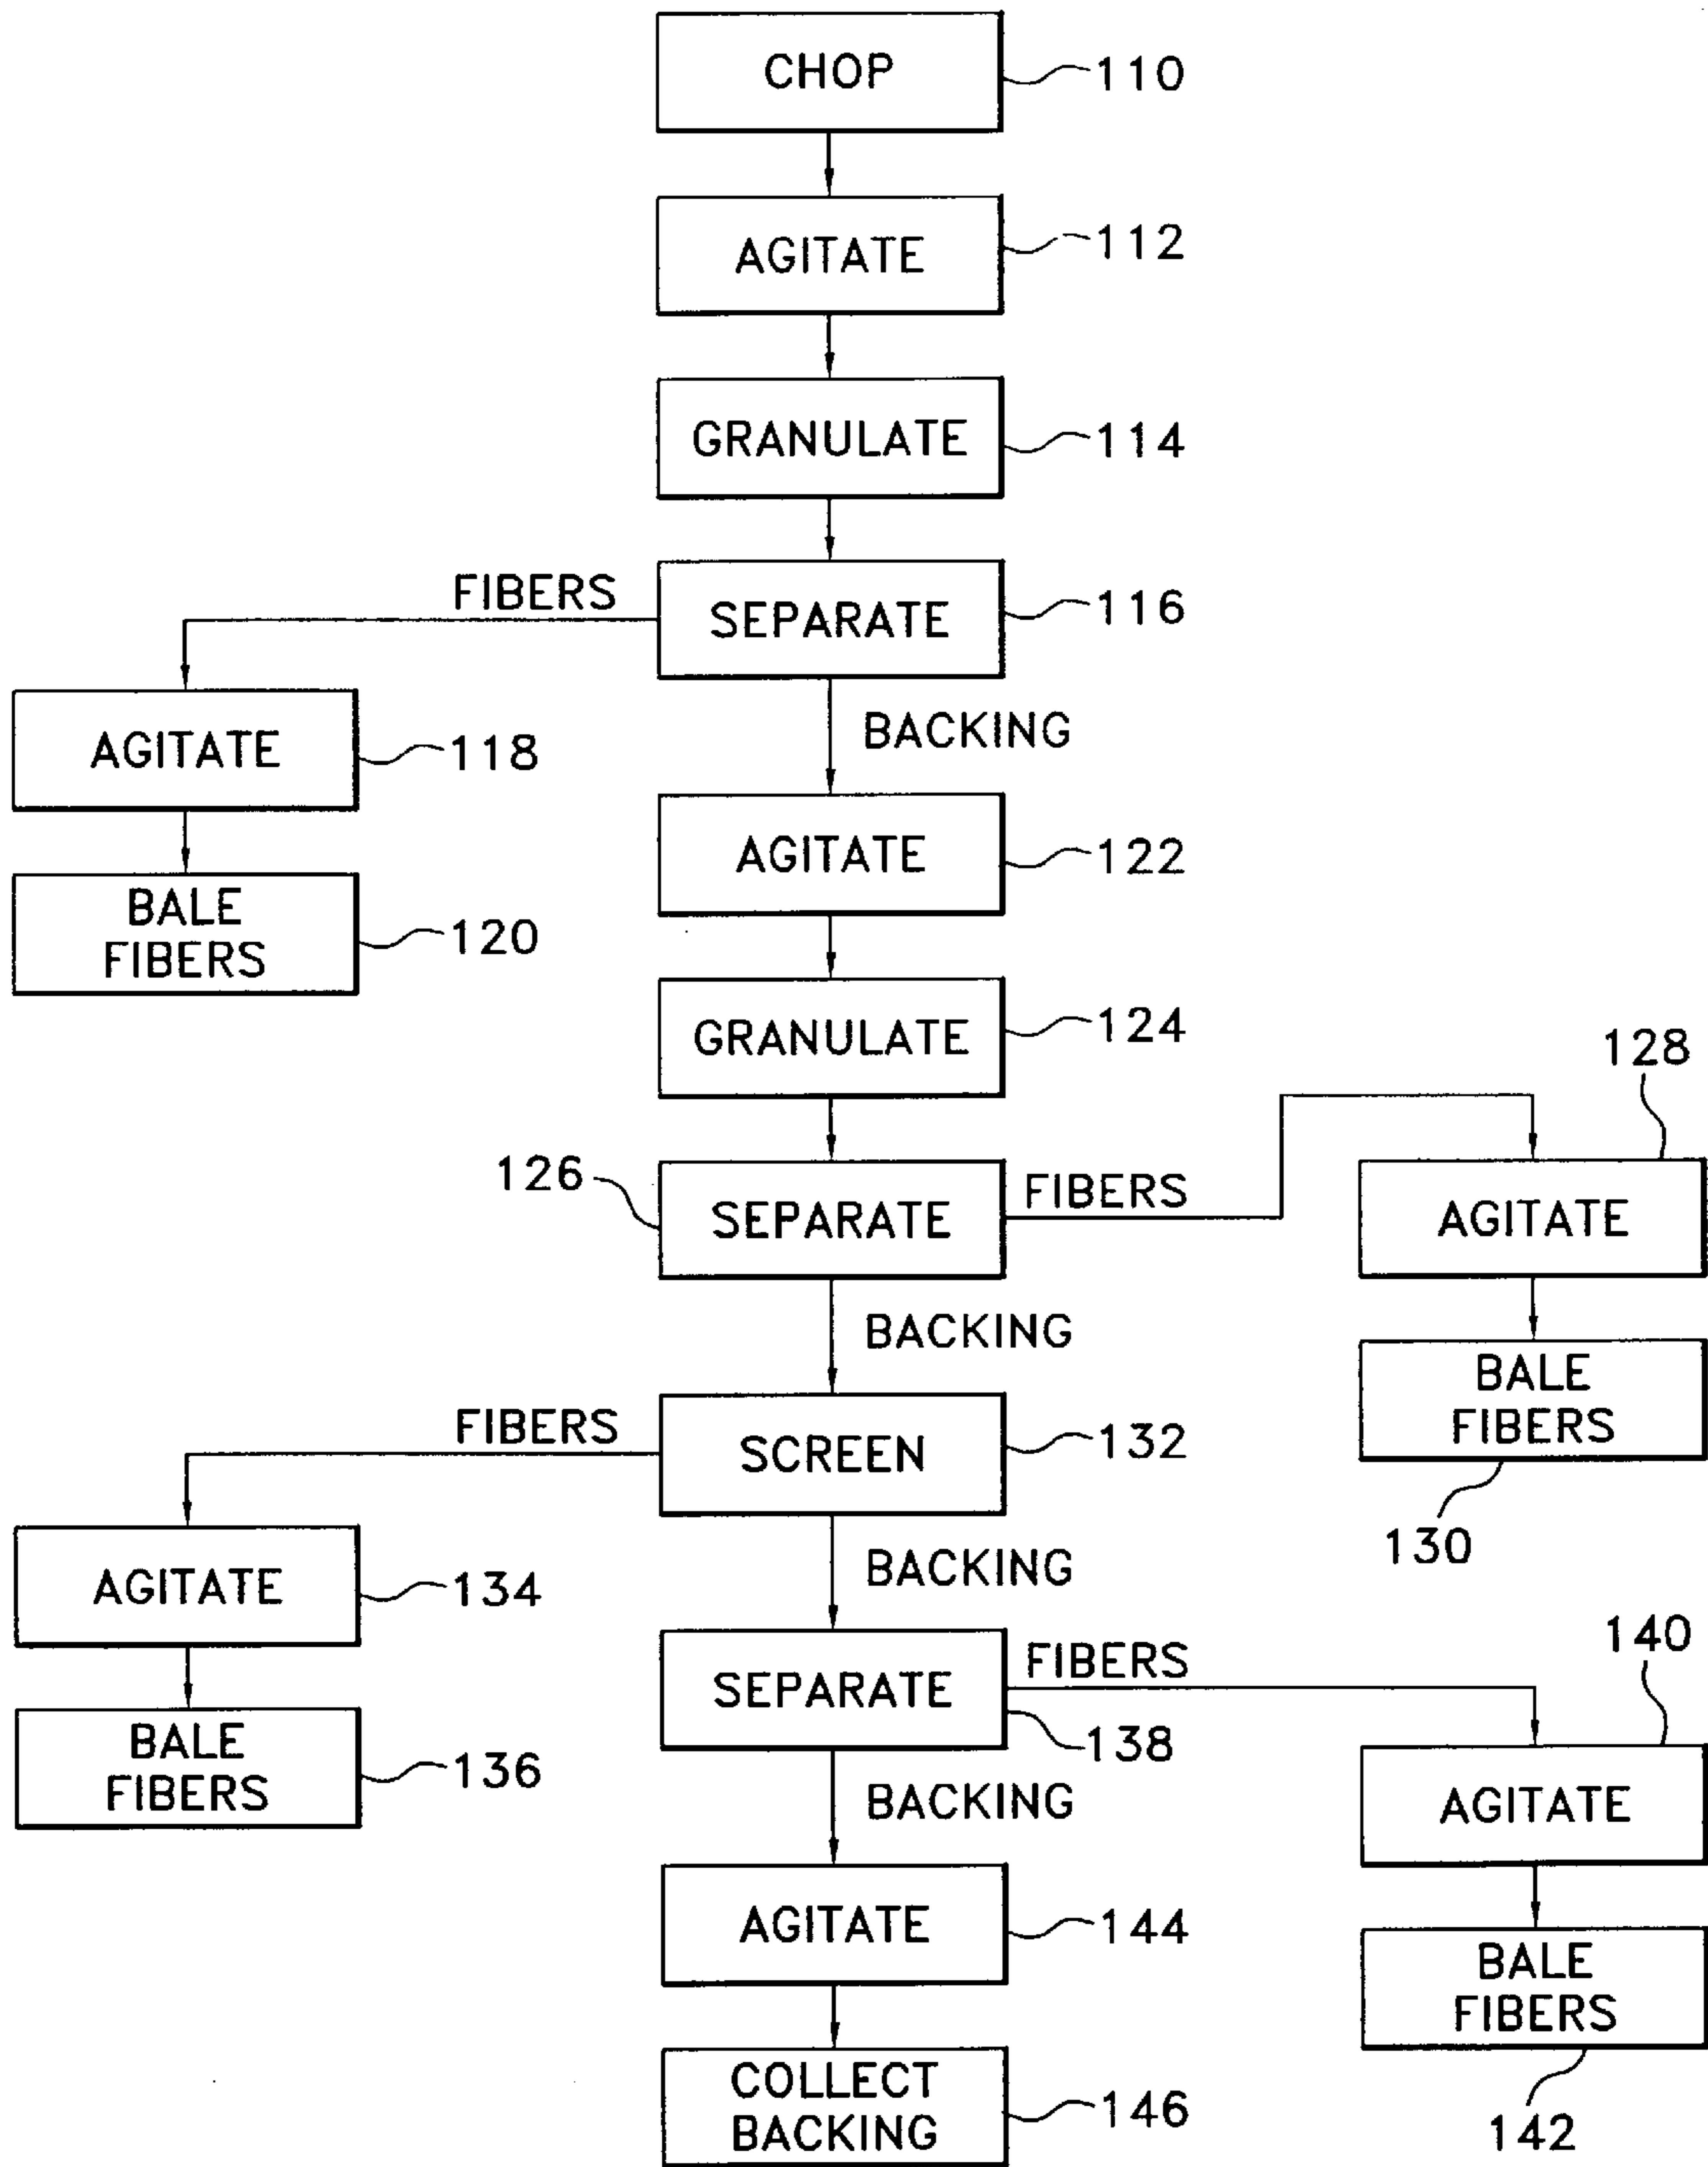 CHOP
110
AGITATE
112
GRANULATE
114
FIBERS
SEPARATE
116
BACKING
AGITATE
118
BALE
FIBERS
120
AGITATE
122
GRANULATE
124
128
126
SEPARATE
FIBERS
AGITATE
BACKING
BALE
FIBERS
130
FIBERS
SCREEN
132
BACKING
AGITATE
134
BALE
FIBERS
136
SEPARATE
138
FIBERS
140
AGITATE
BACKING
BALE
FIBERS
142
AGITATE
144
COLLECT
BACKING
146